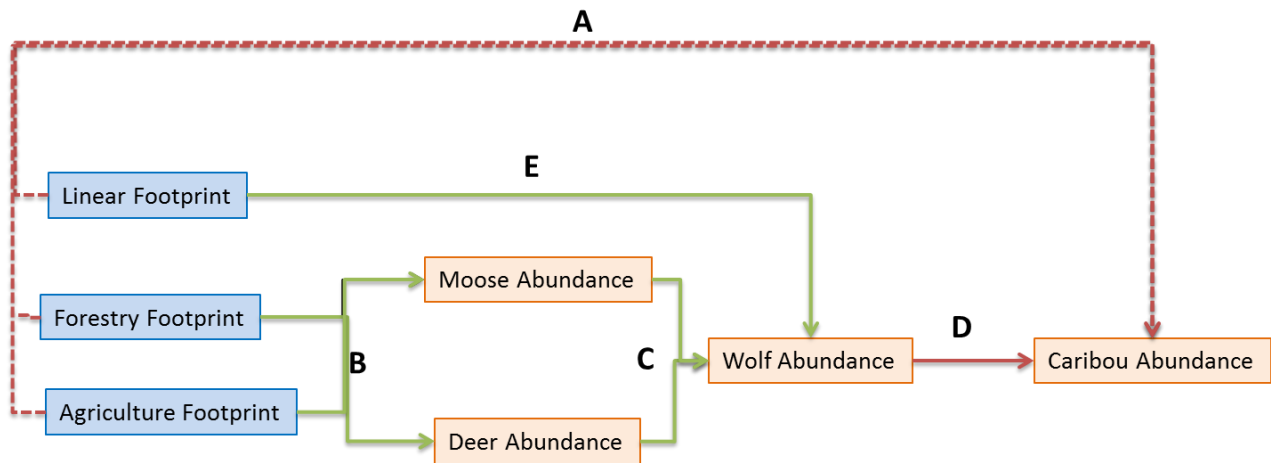 A
Linear Footprint
E
Moose Abundance
Forestry Footprint
B
C
Wolf Abundance
D
Caribou Abundance
Agriculture Footprint
Deer Abundance